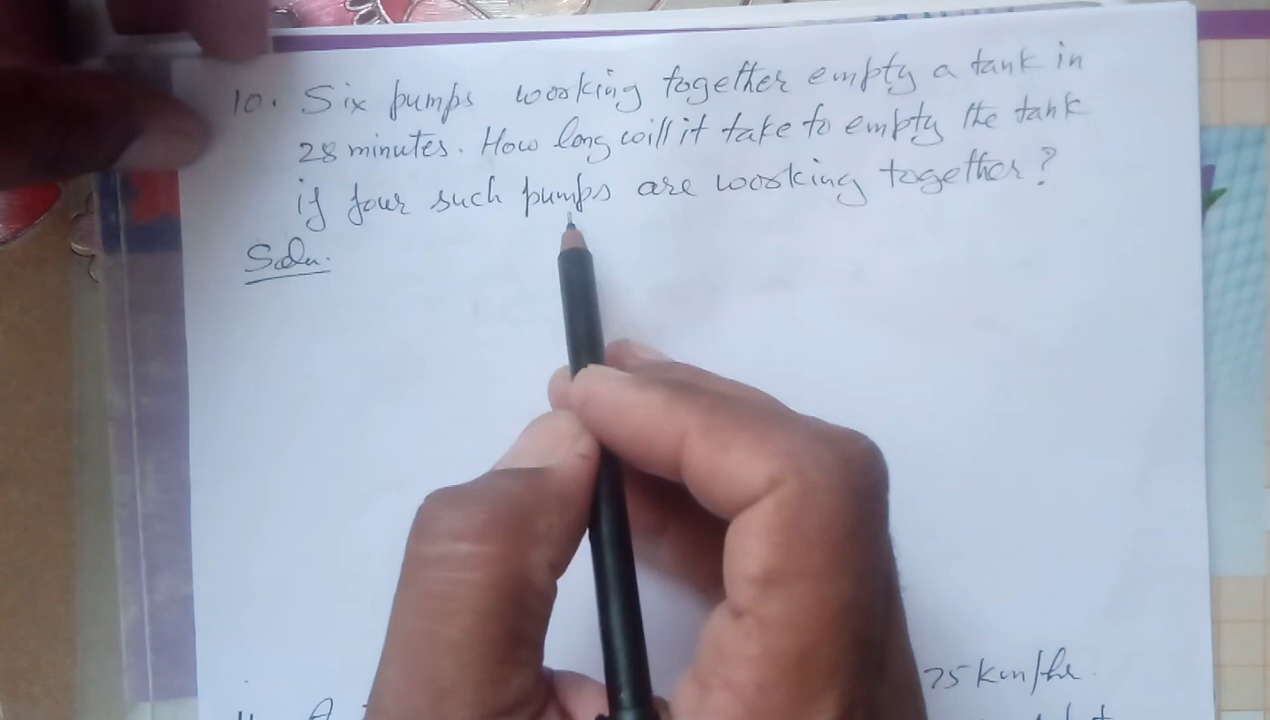 10. Six pumps working together empty a tank in
28 minutes. How long will it take to empty the tank
if four such pumps are working together?
Soln.
75 km/hr.